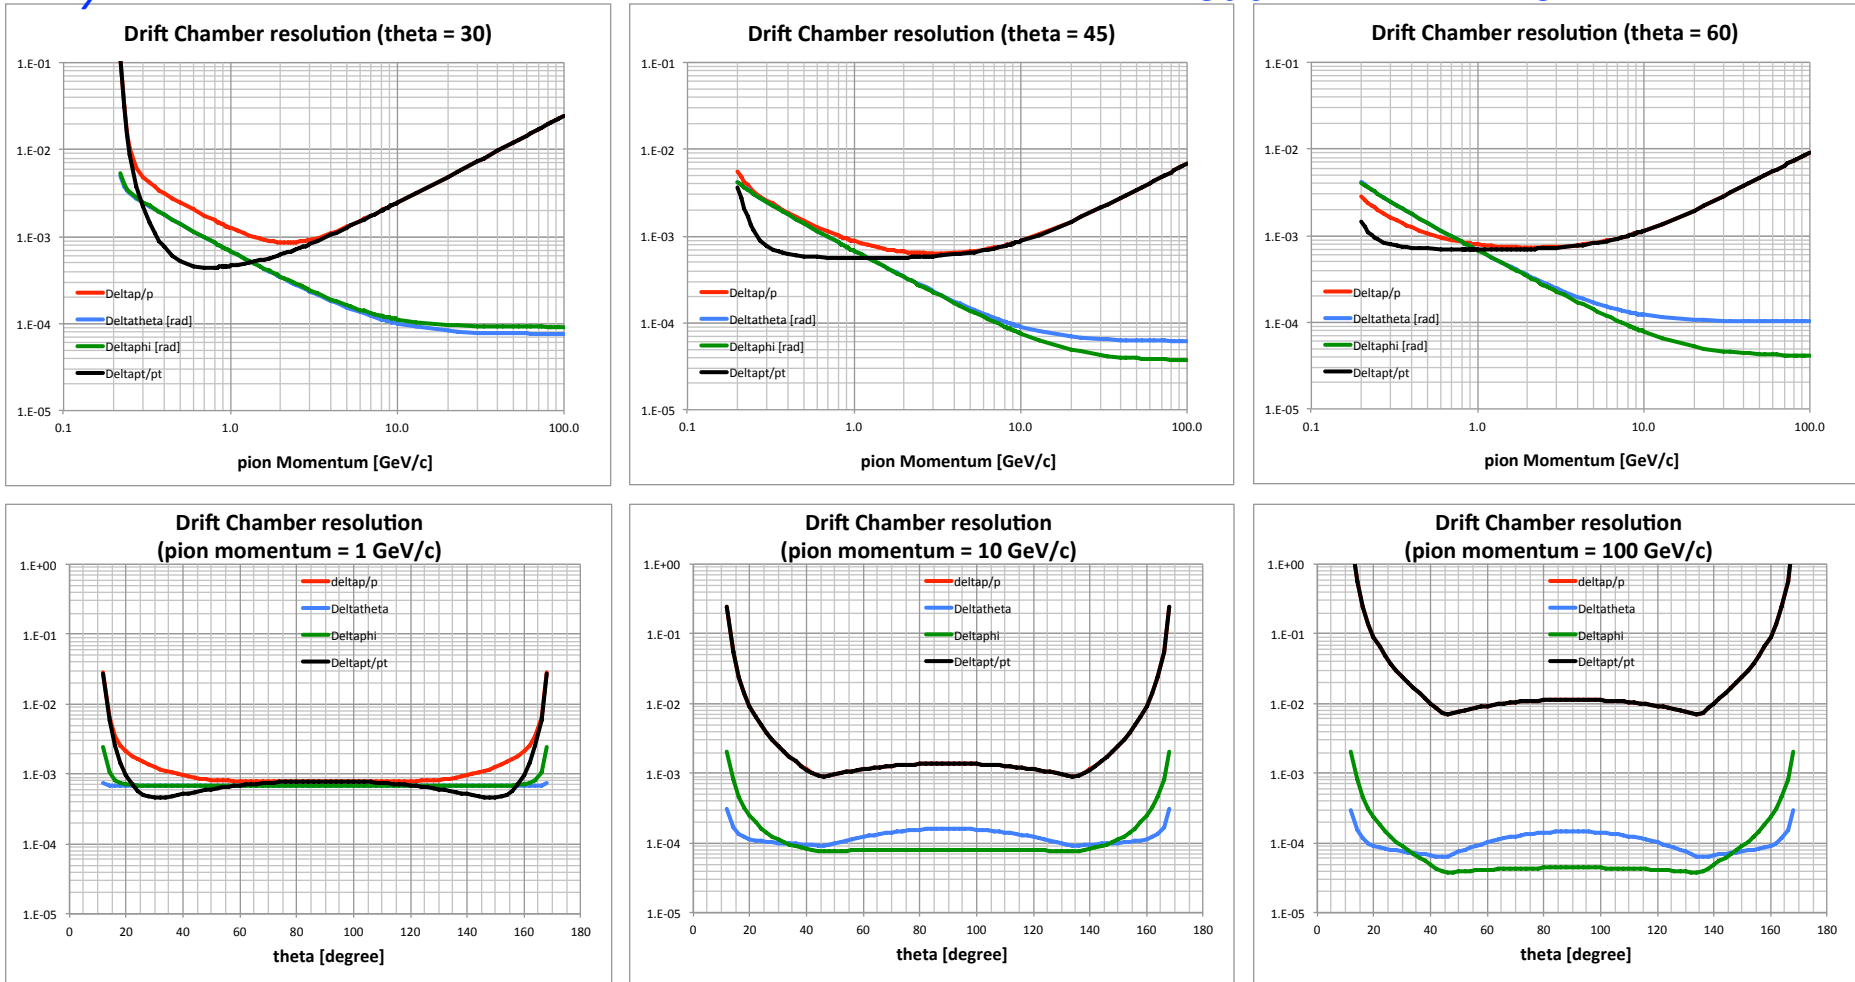 Drift Chamber resolution (theta = 30)
1.E-01
1.E-02
1.E-03
1.E-04
1.E-05
Deltap/p
Deltatheta [rad]
Deltaphi [rad]
Deltapt/pt
0.1 1.0 10.0 100.0
pion Momentum [GeV/c]
Drift Chamber resolution (theta = 45)
1.E-01
1.E-02
1.E-03
1.E-04
1.E-05
Deltap/p
Deltatheta [rad]
Deltaphi [rad]
Deltapt/pt
0.1 1.0 10.0 100.0
pion Momentum [GeV/c]
Drift Chamber resolution (theta = 60)
1.E-01
1.E-02
1.E-03
1.E-04
1.E-05
Deltap/p
Deltatheta [rad]
Deltaphi [rad]
Deltapt/pt
0.1 1.0 10.0 100.0
pion Momentum [GeV/c]
Drift Chamber resolution
(pion momentum = 1 GeV/c)
1.E+00
1.E-01
1.E-02
1.E-03
1.E-04
1.E-05
deltap/p
Deltatheta
Deltaphi
Deltapt/pt
0 20 40 60 80 100 120 140 160 180
theta [degree]
Drift Chamber resolution
(pion momentum = 10 GeV/c)
1.E+00
1.E-01
1.E-02
1.E-03
1.E-04
1.E-05
deltap/p
Deltatheta
Deltaphi
Deltapt/pt
0 20 40 60 80 100 120 140 160 180
theta [degree]
Drift Chamber resolution
(pion momentum = 100 GeV/c)
1.E+00
1.E-01
1.E-02
1.E-03
1.E-04
1.E-05
deltap/p
Deltatheta
Deltaphi
Deltapt/pt
0 20 40 60 80 100 120 140 160 180
theta [degree]